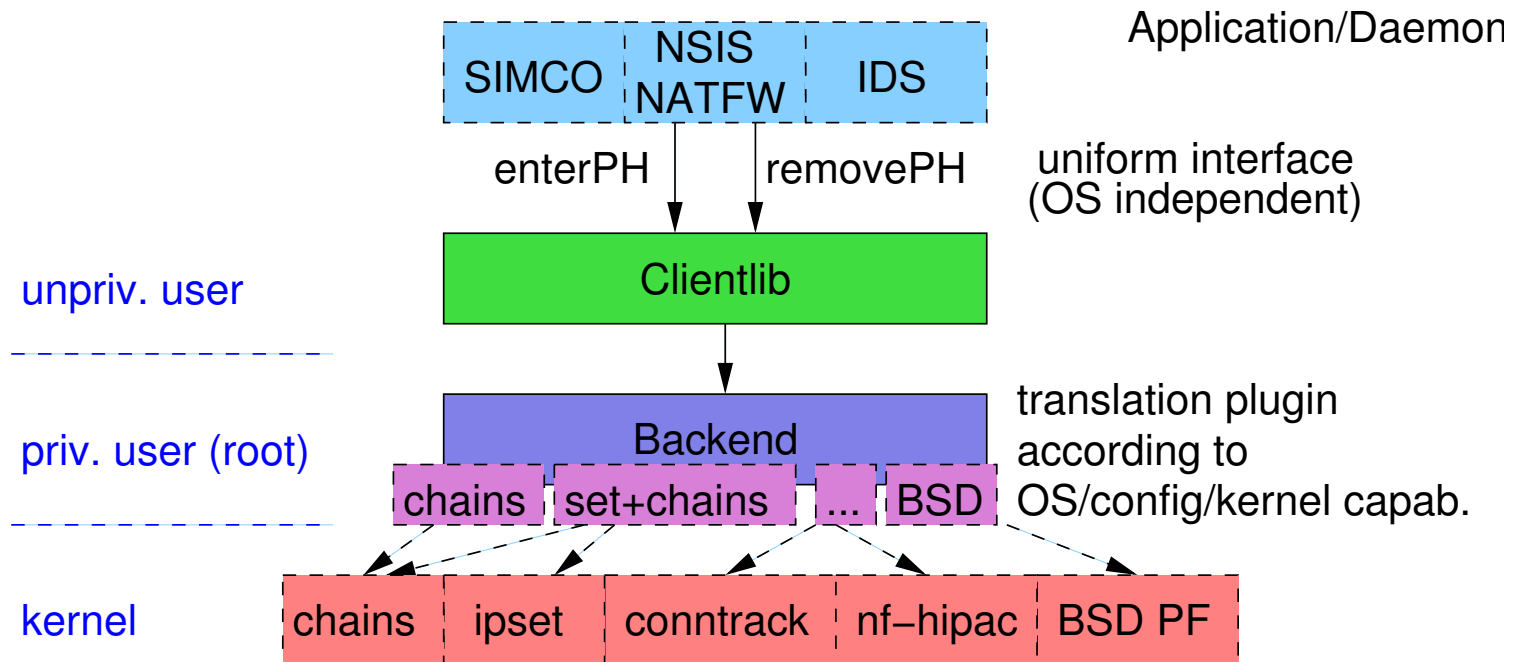 Application/Daemon
SIMCO
NSIS
NATFW
IDS
enterPH
removePH
uniform interface
(OS independent)
unpriv. user
Clientlib
priv. user (root)
Backend
translation plugin
according to
OS/config/kernel capab.
chains
set+chains
...
BSD
kernel
chains
ipset
conntrack
nf−hipac
BSD PF